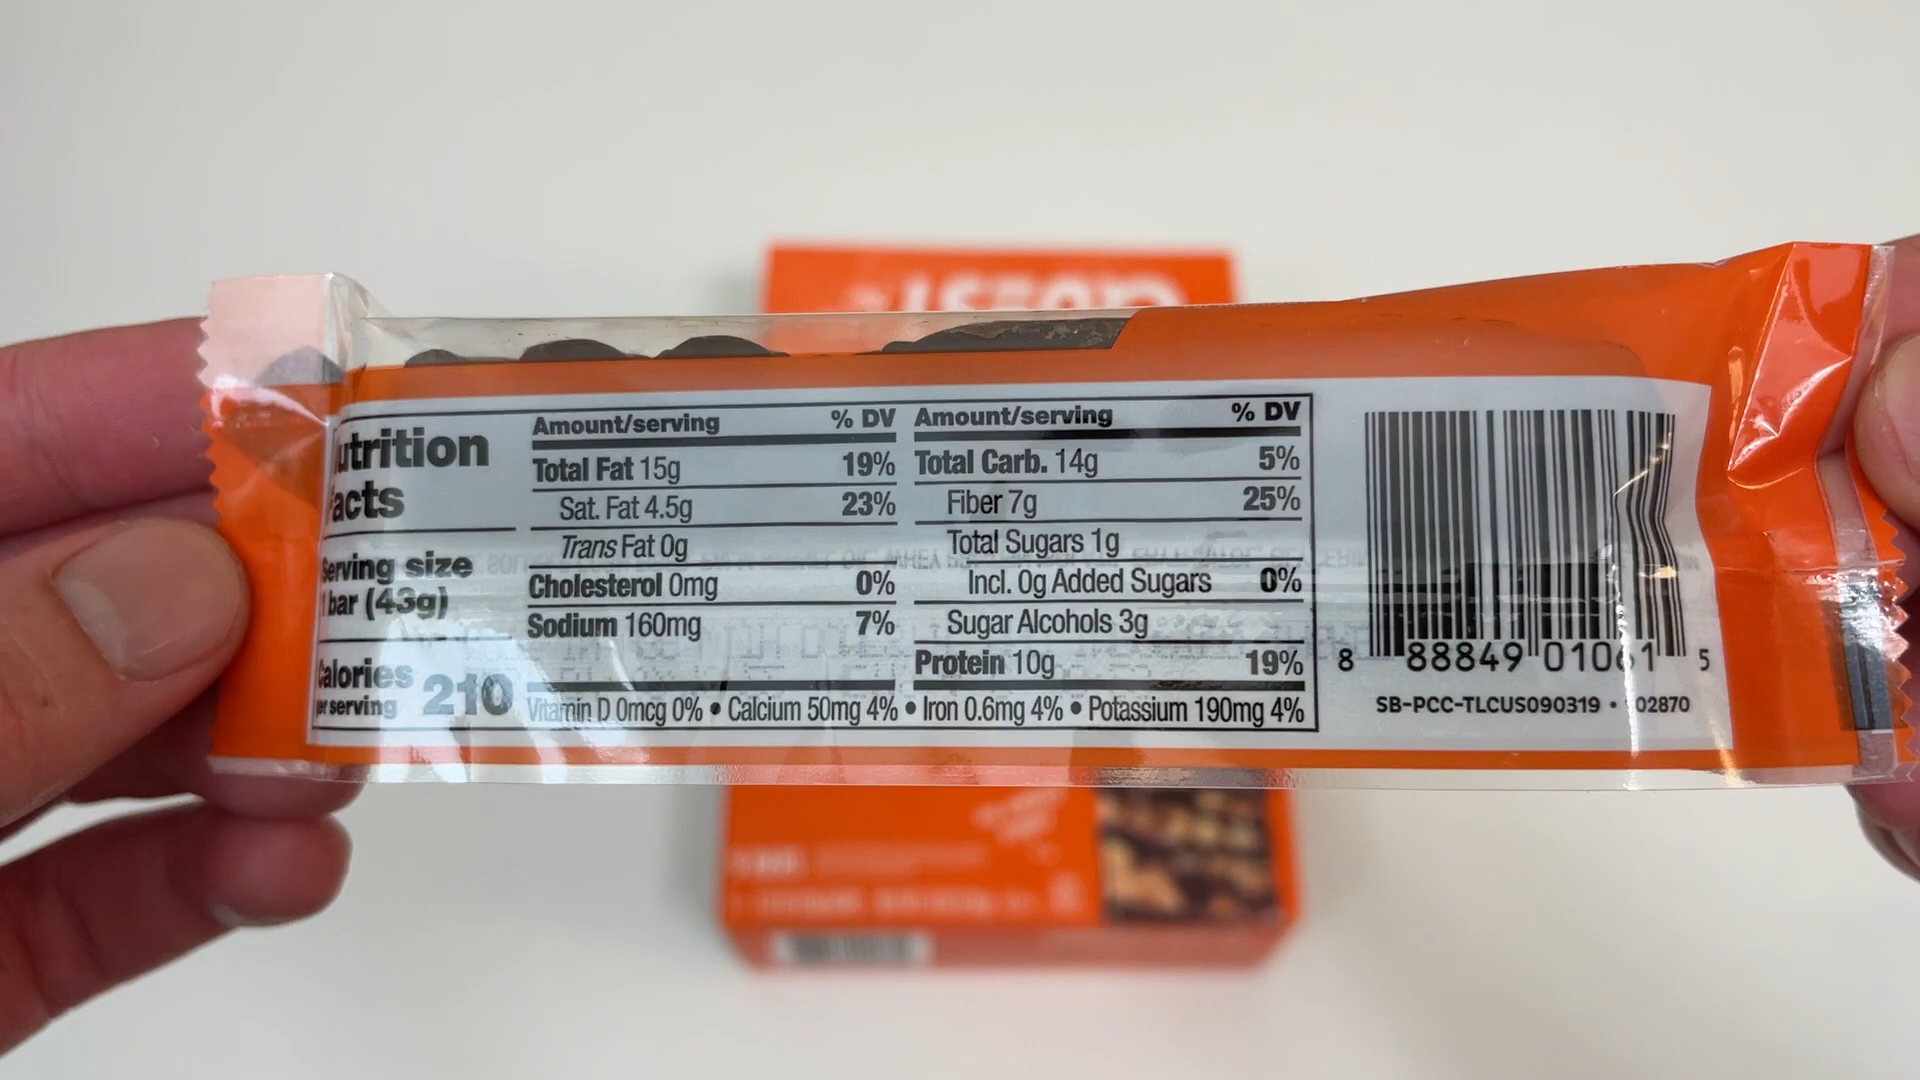 QUEST
utrition
acts
Serving size
1 bar (43g)
Calories
er serving
210
Amount/serving % DV
Total Fat 15g 19%
Sat. Fat 4.5g 23%
Trans Fat 0g
Cholesterol 0mg 0%
Sodium 160mg 7%
Amount/serving % DV
Total Carb. 14g 5%
Fiber 7g 25%
Total Sugars 1g
Incl. 0g Added Sugars 0%
Sugar Alcohols 3g
Protein 10g 19%
Vitamin D 0mcg 0% • Calcium 50mg 4% • Iron 0.6mg 4% • Potassium 190mg 4%
8 88849 01061 5
SB-PCC-TLCUS090319 • 02870